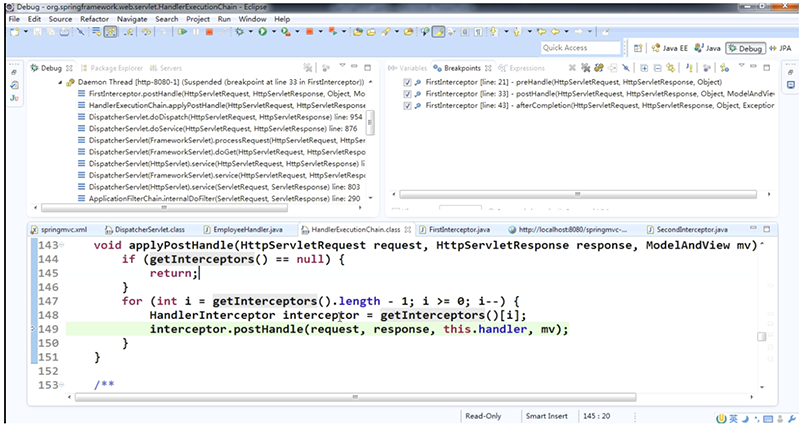 Debug - org.springframework.web.servlet.HandlerExecutionChain - Eclipse
File Edit Source Refactor Navigate Search Project Run Window Help
Quick Access Java EE Java Debug JPA
Debug Package Explorer Servers
Daemon Thread [http-8080-1] (Suspended (breakpoint at line 33 in FirstInterceptor))
FirstInterceptor.postHandle(HttpServletRequest, HttpServletResponse, Object, Mo
HandlerExecutionChain.applyPostHandle(HttpServletRequest, HttpServletResponse
DispatcherServlet.doDispatch(HttpServletRequest, HttpServletResponse) line: 954
DispatcherServlet.doService(HttpServletRequest, HttpServletResponse) line: 876
DispatcherServlet(FrameworkServlet).processRequest(HttpServletRequest, HttpServ
DispatcherServlet(FrameworkServlet).doGet(HttpServletRequest, HttpServletRespon
DispatcherServlet(HttpServlet).service(HttpServletRequest, HttpServletResponse) li
DispatcherServlet(FrameworkServlet).service(HttpServletRequest, HttpServletRespo
DispatcherServlet(HttpServlet).service(ServletRequest, ServletResponse) line: 803
ApplicationFilterChain.internalDoFilter(ServletRequest, ServletResponse) line: 290
Variables Breakpoints Expressions
FirstInterceptor [line: 21] - preHandle(HttpServletRequest, HttpServletResponse, Object)
FirstInterceptor [line: 33] - postHandle(HttpServletRequest, HttpServletResponse, Object, ModelAndView
FirstInterceptor [line: 43] - afterCompletion(HttpServletRequest, HttpServletResponse, Object, Exception
springmvc.xml DispatcherServlet.class EmployeeHandler.java HandlerExecutionChain.class FirstInterceptor.java http://localhost:8080/springmvc-... SecondInterceptor.java
143 void applyPostHandle(HttpServletRequest request, HttpServletResponse response, ModelAndView mv)
144 if (getInterceptors() == null) {
145 return;
146 }
147 for (int i = getInterceptors().length - 1; i >= 0; i--) {
148 HandlerInterceptor interceptor = getInterceptors()[i];
149 interceptor.postHandle(request, response, this.handler, mv);
150 }
151 }
152
153 /**
Read-Only Smart Insert 145 : 20
英